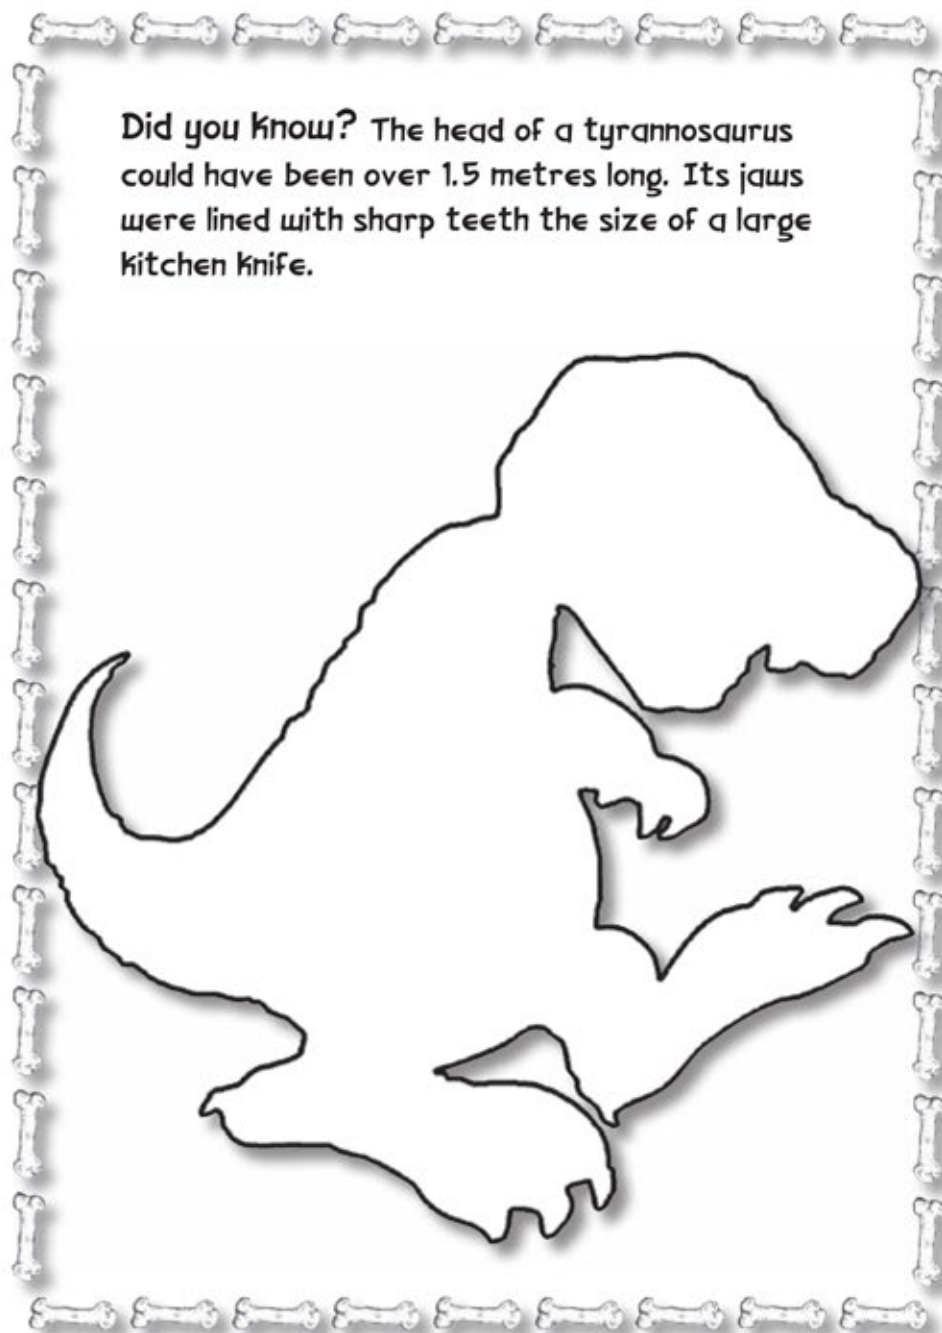 Did you know? The head of a tyrannosaurus
could have been over 1.5 metres long. Its jaws
were lined with sharp teeth the size of a large
kitchen knife.